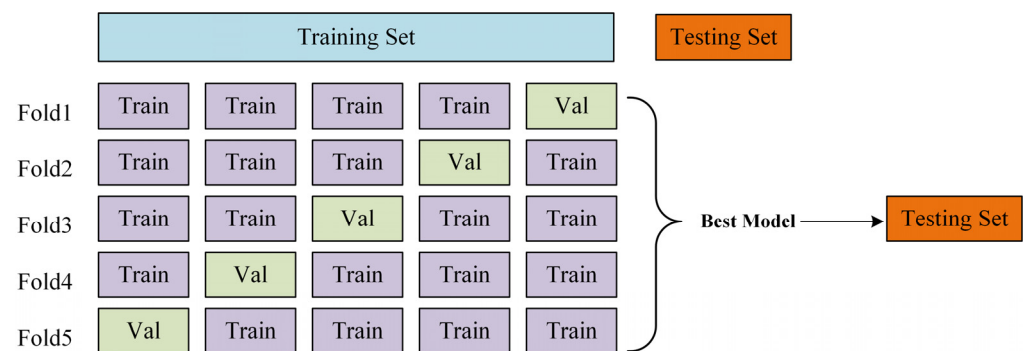 Training Set Testing Set
Fold1 Train Train Train Train Val
Fold2 Train Train Train Val Train
Fold3 Train Train Val Train Train
Best Model Testing Set
Fold4 Train Val Train Train Train
Fold5 Val Train Train Train Train